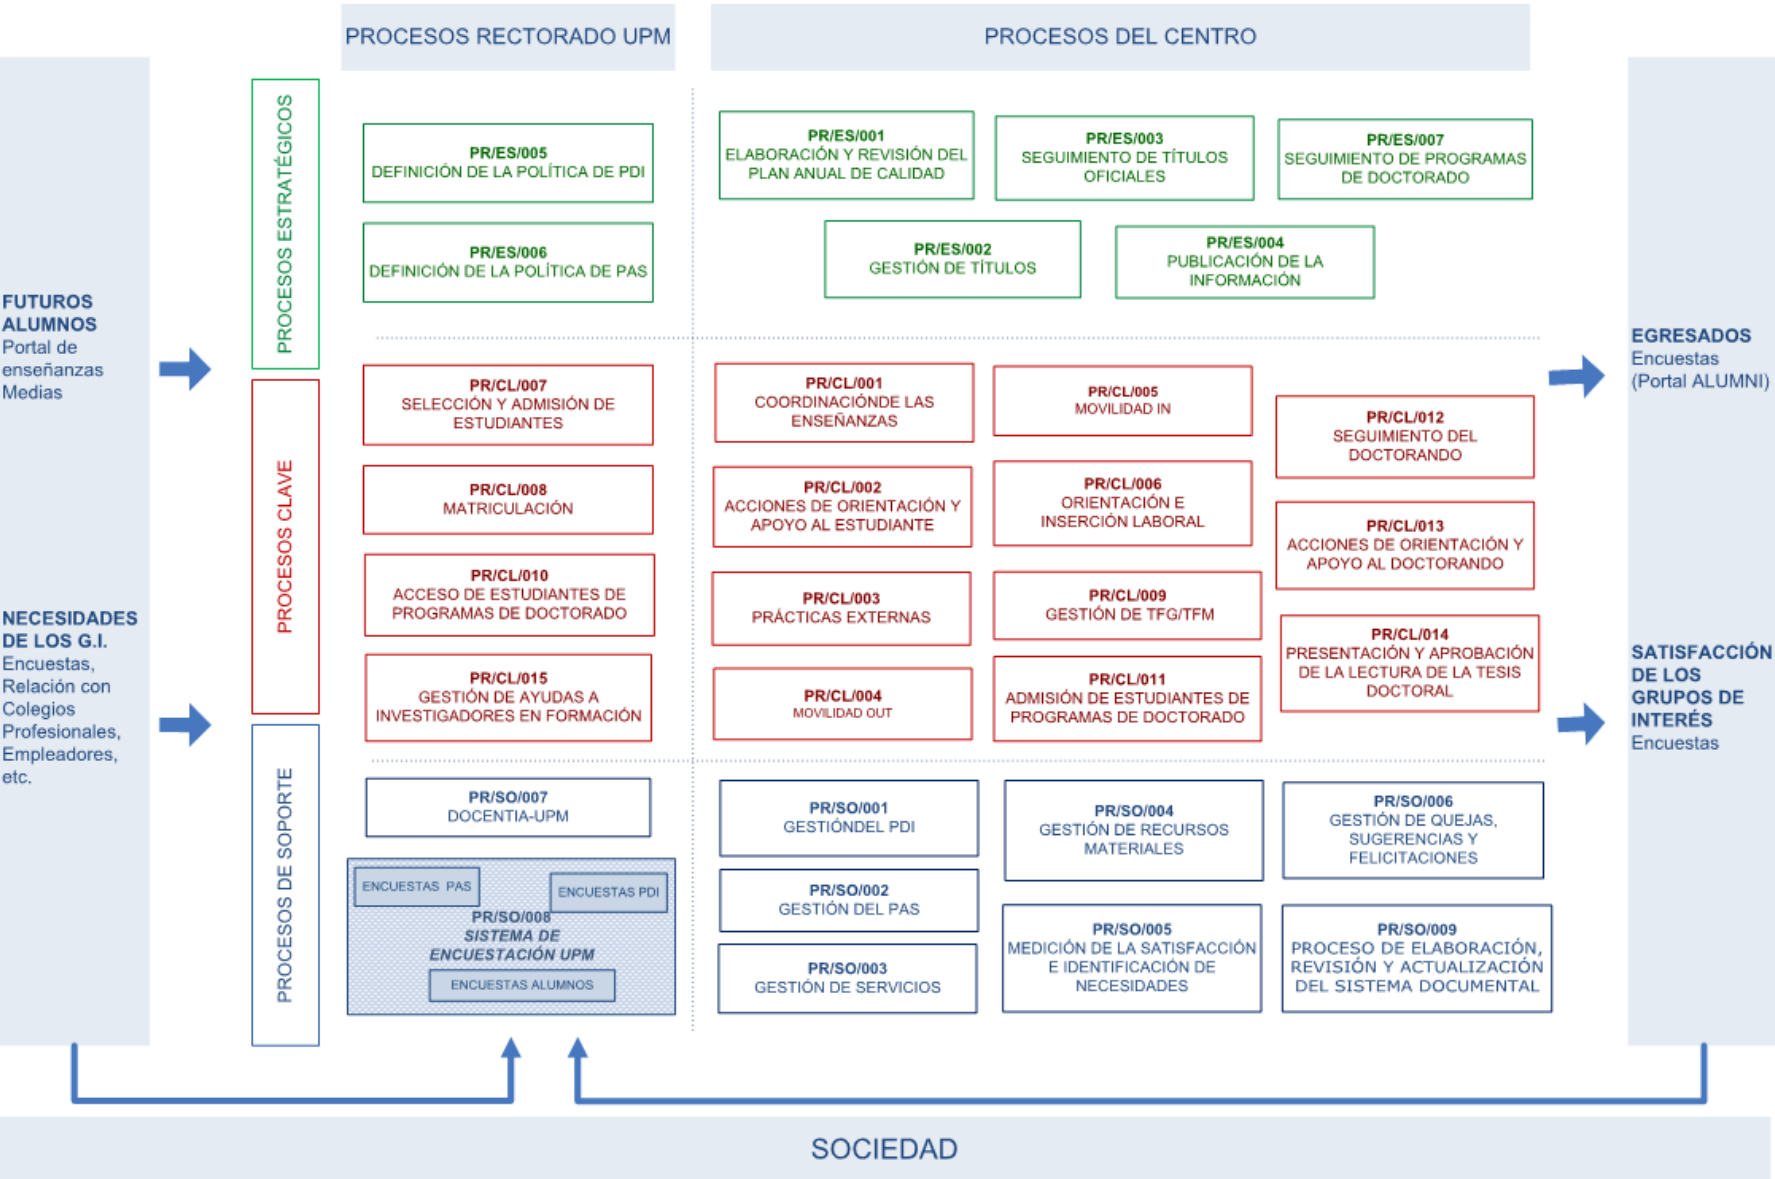 PROCESOS RECTORADO UPM
PROCESOS DEL CENTRO
FUTUROS
ALUMNOS
Portal de
enseñanzas
Medias
NECESIDADES
DE LOS G.I.
Encuestas,
Relación con
Colegios
Profesionales,
Empleadores,
etc.
PROCESOS ESTRATÉGICOS
PR/ES/005
DEFINICIÓN DE LA POLÍTICA DE PDI
PR/ES/006
DEFINICIÓN DE LA POLÍTICA DE PAS
PR/ES/001
ELABORACIÓN Y REVISIÓN DEL
PLAN ANUAL DE CALIDAD
PR/ES/003
SEGUIMIENTO DE TÍTULOS
OFICIALES
PR/ES/007
SEGUIMIENTO DE PROGRAMAS
DE DOCTORADO
PR/ES/002
GESTIÓN DE TÍTULOS
PR/ES/004
PUBLICACIÓN DE LA
INFORMACIÓN
PROCESOS CLAVE
PR/CL/007
SELECCIÓN Y ADMISIÓN DE
ESTUDIANTES
PR/CL/008
MATRICULACIÓN
PR/CL/010
ACCESO DE ESTUDIANTES DE
PROGRAMAS DE DOCTORADO
PR/CL/015
GESTIÓN DE AYUDAS A
INVESTIGADORES EN FORMACIÓN
PR/CL/001
COORDINACIÓNDE LAS
ENSEÑANZAS
PR/CL/002
ACCIONES DE ORIENTACIÓN Y
APOYO AL ESTUDIANTE
PR/CL/003
PRÁCTICAS EXTERNAS
PR/CL/004
MOVILIDAD OUT
PR/CL/005
MOVILIDAD IN
PR/CL/006
ORIENTACIÓN E
INSERCIÓN LABORAL
PR/CL/009
GESTIÓN DE TFG/TFM
PR/CL/011
ADMISIÓN DE ESTUDIANTES DE
PROGRAMAS DE DOCTORADO
PR/CL/012
SEGUIMIENTO DEL
DOCTORANDO
PR/CL/013
ACCIONES DE ORIENTACIÓN Y
APOYO AL DOCTORANDO
PR/CL/014
PRESENTACIÓN Y APROBACIÓN
DE LA LECTURA DE LA TESIS
DOCTORAL
PROCESOS DE SOPORTE
PR/SO/007
DOCENTIA-UPM
ENCUESTAS PAS
ENCUESTAS PDI
PR/SO/008
SISTEMA DE
ENCUESTACIÓN UPM
ENCUESTAS ALUMNOS
PR/SO/001
GESTIÓNDEL PDI
PR/SO/002
GESTIÓN DEL PAS
PR/SO/003
GESTIÓN DE SERVICIOS
PR/SO/004
GESTIÓN DE RECURSOS
MATERIALES
PR/SO/005
MEDICIÓN DE LA SATISFACCIÓN
E IDENTIFICACIÓN DE
NECESIDADES
PR/SO/006
GESTIÓN DE QUEJAS,
SUGERENCIAS Y
FELICITACIONES
PR/SO/009
PROCESO DE ELABORACIÓN,
REVISIÓN Y ACTUALIZACIÓN
DEL SISTEMA DOCUMENTAL
EGRESADOS
Encuestas
(Portal ALUMNI)
SATISFACCIÓN
DE LOS
GRUPOS DE
INTERÉS
Encuestas
SOCIEDAD